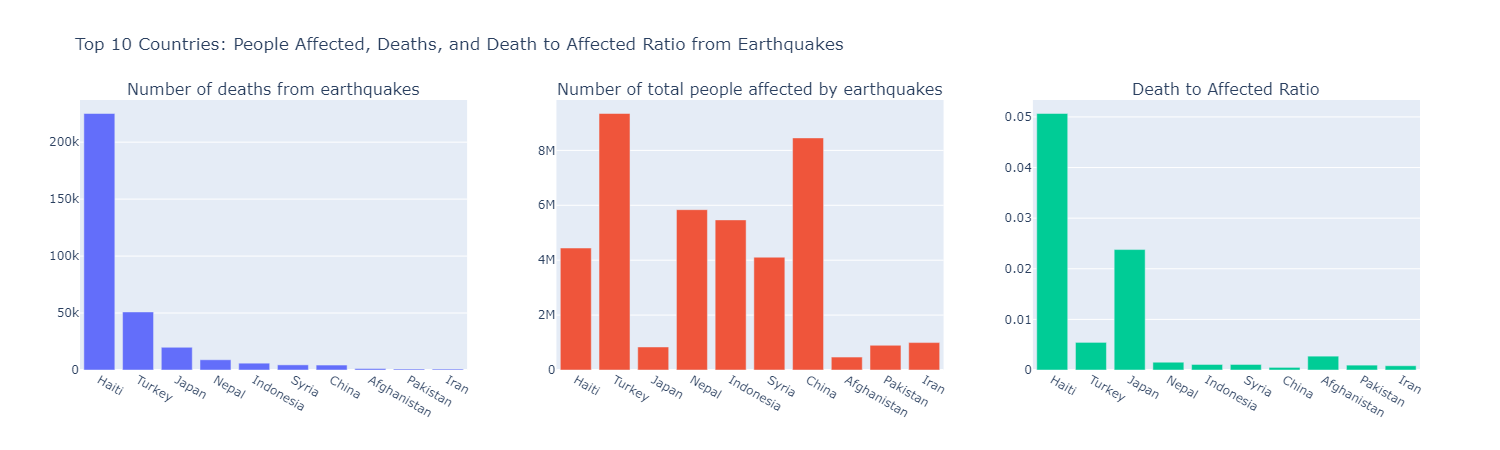 Top 10 Countries: People Affected, Deaths, and Death to Affected Ratio from Earthquakes
Number of deaths from earthquakes
200k
150k
100k
50k
0
Haiti
Turkey
Japan
Nepal
Indonesia
Syria
China
Afghanistan
Pakistan
Iran
Number of total people affected by earthquakes
8M
6M
4M
2M
0
Haiti
Turkey
Japan
Nepal
Indonesia
Syria
China
Afghanistan
Pakistan
Iran
Death to Affected Ratio
0.05
0.04
0.03
0.02
0.01
0
Haiti
Turkey
Japan
Nepal
Indonesia
Syria
China
Afghanistan
Pakistan
Iran